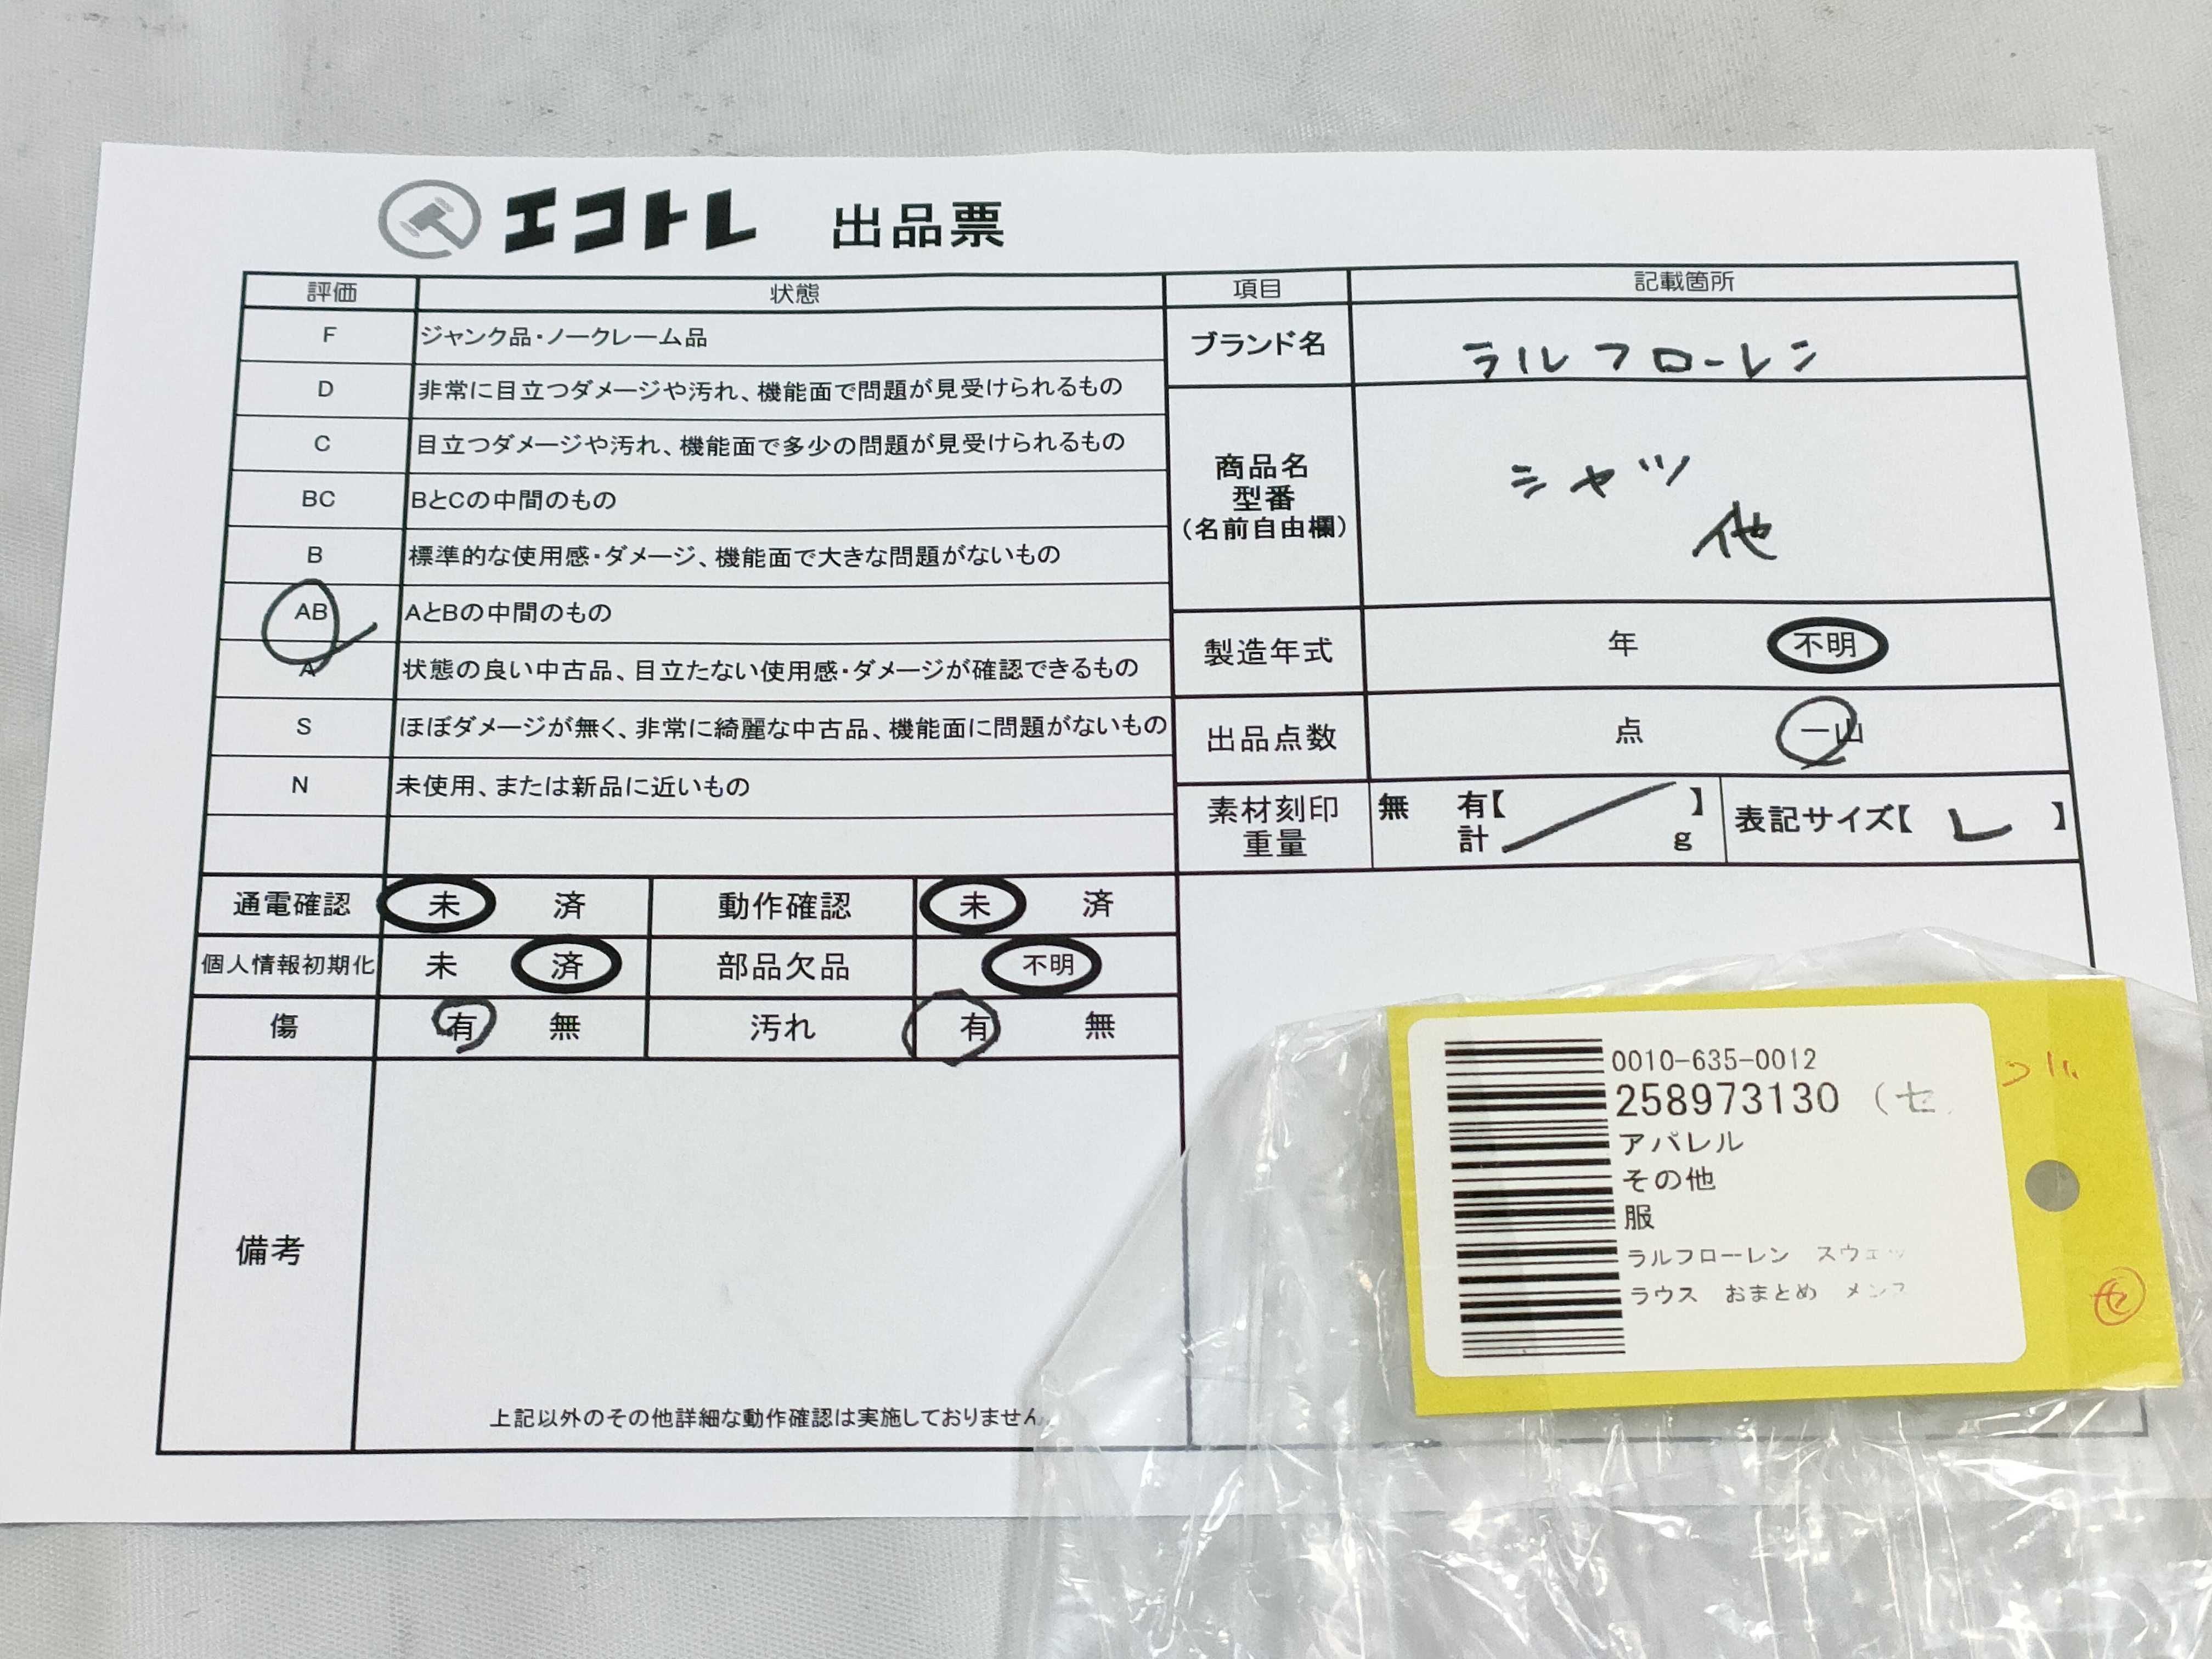 エコトレ 出品票
評価 状態 項目 記載箇所
F ジャンク品・ノークレーム品
D 非常に目立つダメージや汚れ、機能面で問題が見受けられるもの
C 目立つダメージや汚れ、機能面で多少の問題が見受けられるもの
BC BとCの中間のもの
B 標準的な使用感・ダメージ、機能面で大きな問題がないもの
AB AとBの中間のもの
A 状態の良い中古品、目立たない使用感・ダメージが確認できるもの
S ほぼダメージが無く、非常に綺麗な中古品、機能面に問題がないもの
N 未使用、または新品に近いもの
ブランド名 ラルフローレン
商品名
型番
(名前自由欄)
シャツ
他
製造年式 年 不明
出品点数 点 一山
素材刻印
重量
無 有【 】
計 g
表記サイズ【 L 】
通電確認 未 済 動作確認 未 済
個人情報初期化 未 済 部品欠品 不明
傷 有 無 汚れ 有 無
備考
上記以外のその他詳細な動作確認は実施しておりません
0010-635-0012
258973130 (セ
アパレル
その他
服
ラルフローレン スウェッ
ラウス おまとめ メンズ